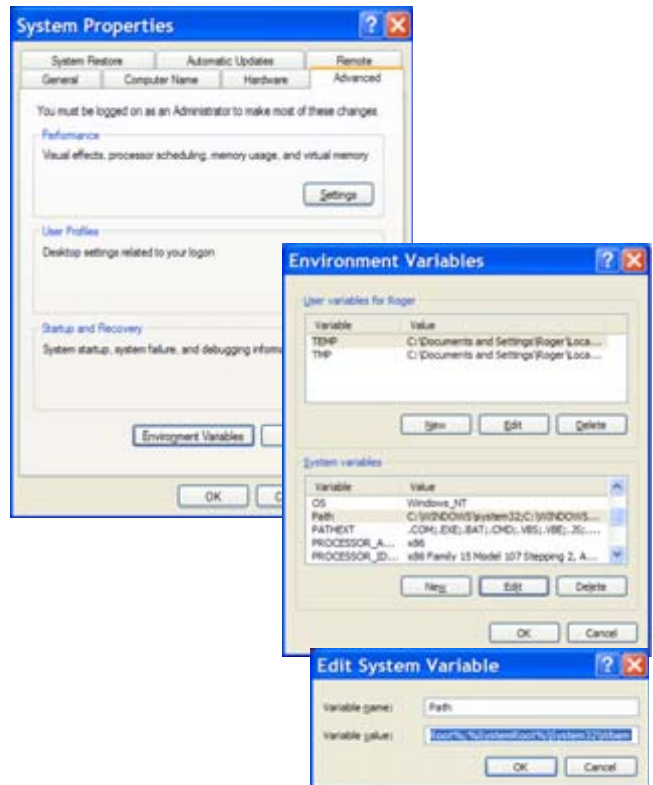 System Properties
System Restore Automatic Updates Remote
General Computer Name Hardware Advanced
You must be logged on as an Administrator to make most of these changes.
Performance
Visual effects, processor scheduling, memory usage, and virtual memory
Settings
User Profiles
Desktop settings related to your logon
Startup and Recovery
System startup, system failure, and debugging informa
Environment Variables
OK C
Environment Variables
User variables for Roger
Variable Value
TEMP C:\Documents and Settings\Roger\Loca...
TMP C:\Documents and Settings\Roger\Loca...
New Edit Delete
System variables
Variable Value
OS Windows_NT
Path C:\WINDOWS\system32;C:\WINDOWS...
PATHEXT .COM;.EXE;.BAT;.CMD;.VBS;.VBE;.JS;....
PROCESSOR_A... x86
PROCESSOR_ID... x86 Family 15 Model 107 Stepping 2, A...
New Edit Delete
OK Cancel
Edit System Variable
Variable name: Path
Variable value: Root%;%SystemRoot%\System32\Wbem
OK Cancel